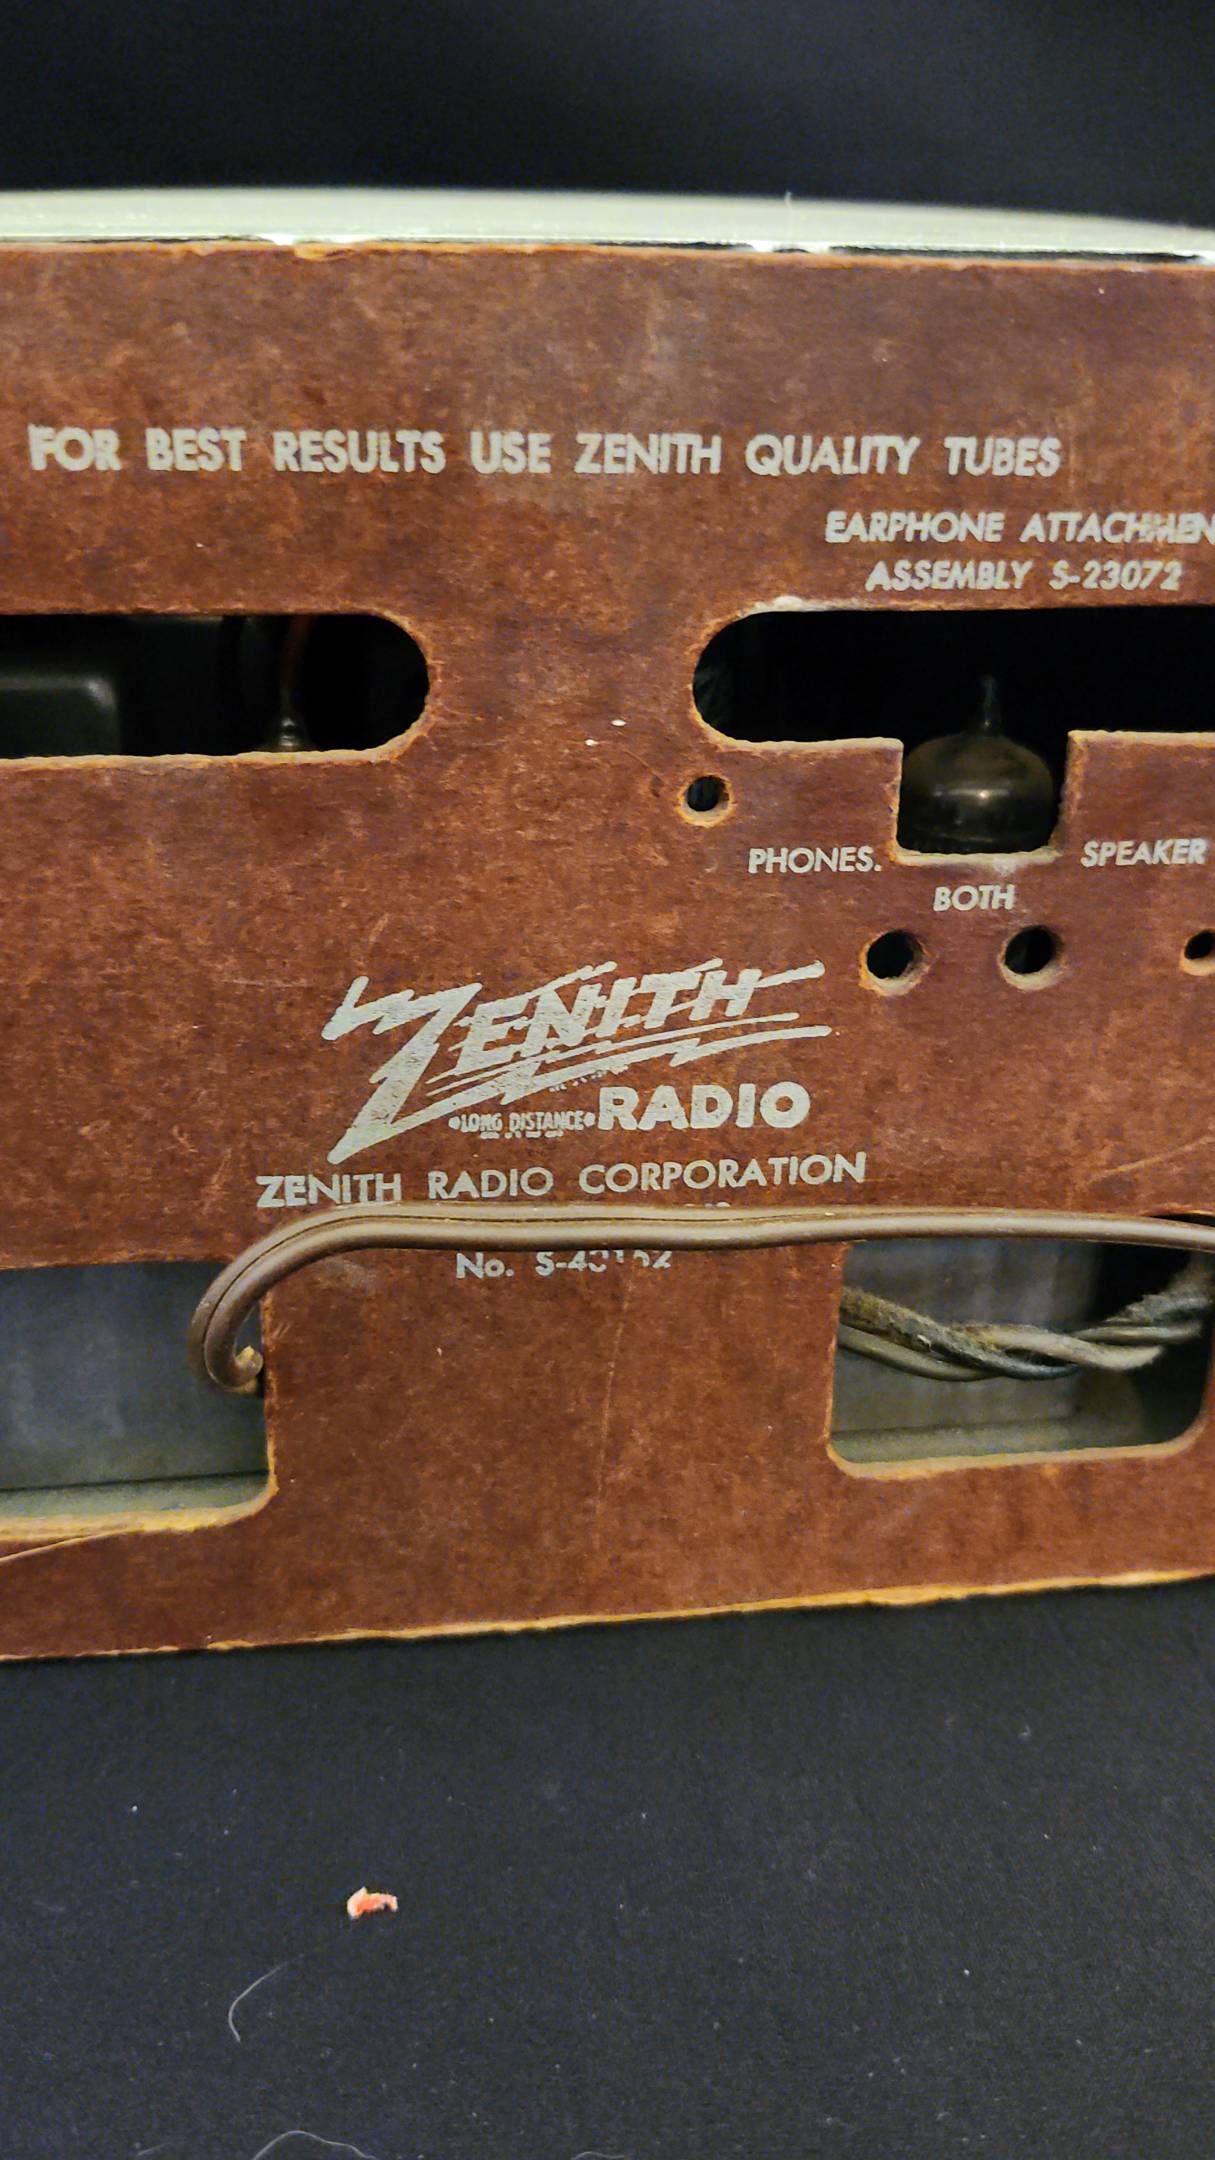 FOR BEST RESULTS USE ZENITH QUALITY TUBES
EARPHONE ATTACHMEN
ASSEMBLY S-23072
PHONES.
SPEAKER
BOTH
ZENITH
LONG DISTANCE RADIO
ZENITH RADIO CORPORATION
No.